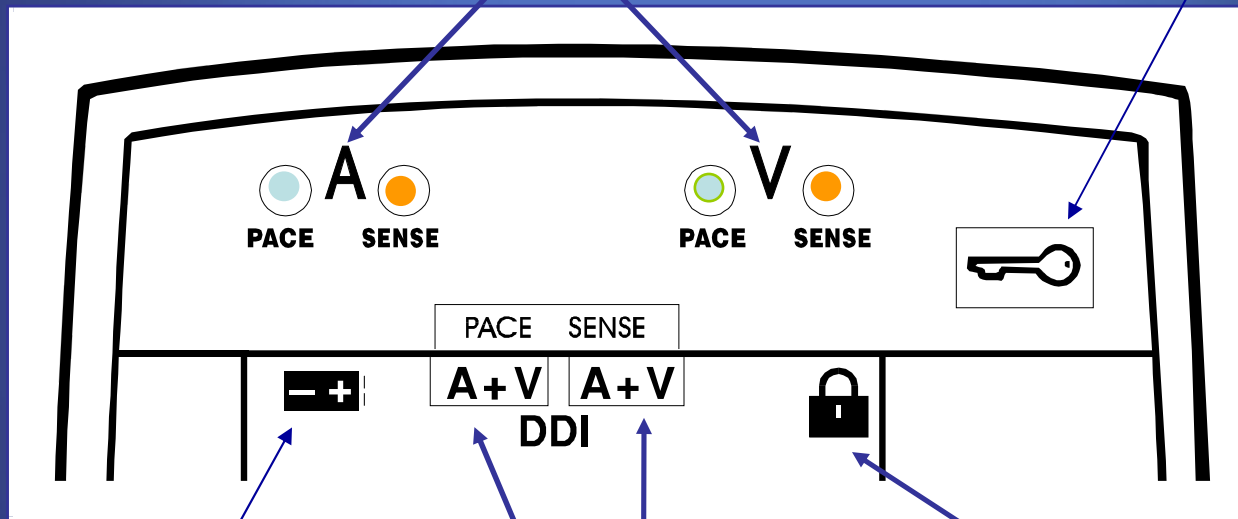 A V
PACE SENSE PACE SENSE
PACE SENSE
A + V A + V
DDI